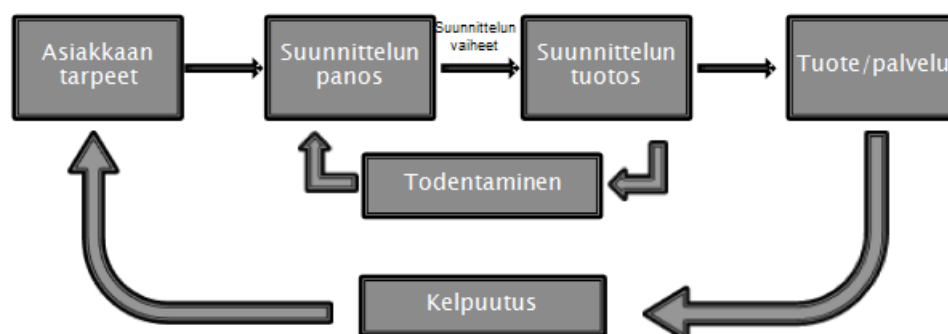 Asiakkaan
tarpeet
Suunnittelun
panos
Suunnittelun
vaiheet
Suunnittelun
tuotos
Tuote/palvelu
Todentaminen
Kelpuutus